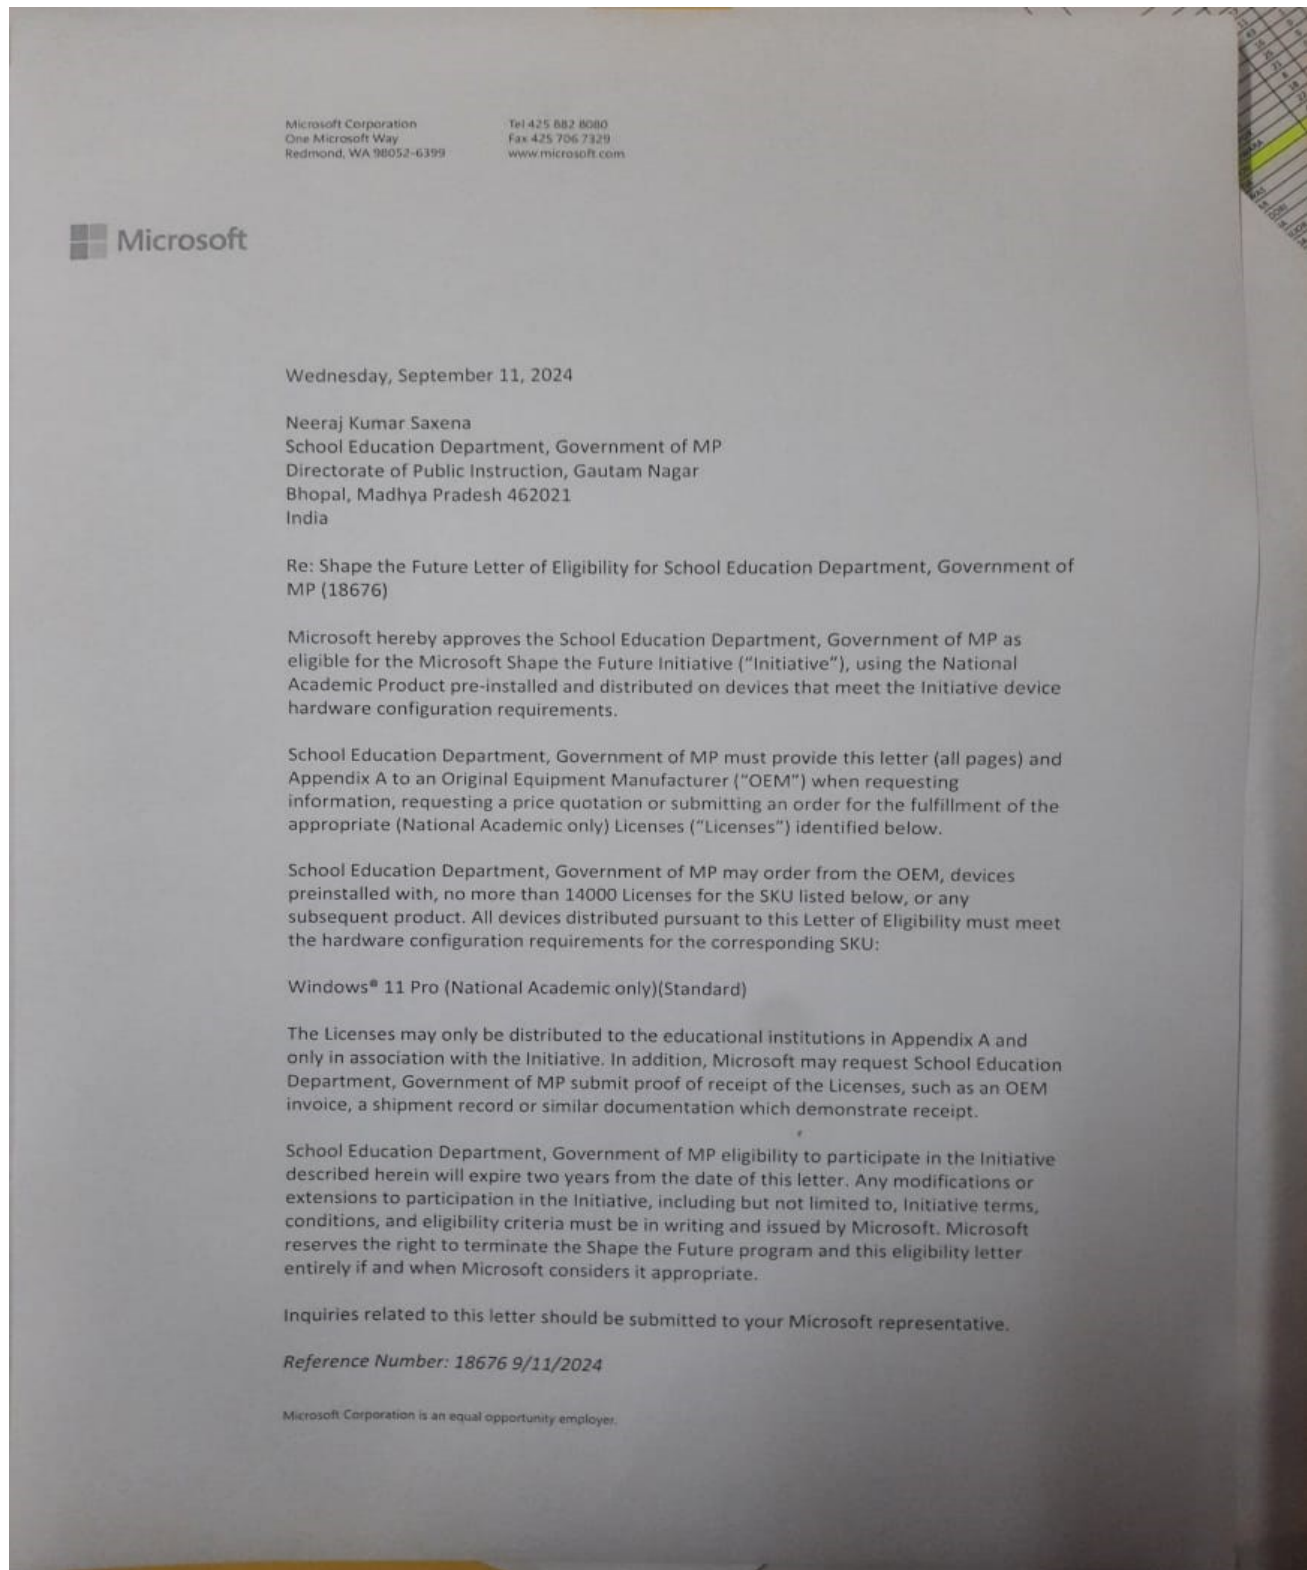 Microsoft Corporation
One Microsoft Way
Redmond, WA 98052-6399
Tel 425 882 8080
Fax 425 706 7329
www.microsoft.com
Microsoft
Wednesday, September 11, 2024
Neeraj Kumar Saxena
School Education Department, Government of MP
Directorate of Public Instruction, Gautam Nagar
Bhopal, Madhya Pradesh 462021
India
Re: Shape the Future Letter of Eligibility for School Education Department, Government of
MP (18676)
Microsoft hereby approves the School Education Department, Government of MP as
eligible for the Microsoft Shape the Future Initiative (“Initiative”), using the National
Academic Product pre-installed and distributed on devices that meet the Initiative device
hardware configuration requirements.
School Education Department, Government of MP must provide this letter (all pages) and
Appendix A to an Original Equipment Manufacturer (“OEM”) when requesting
information, requesting a price quotation or submitting an order for the fulfillment of the
appropriate (National Academic only) Licenses (“Licenses”) identified below.
School Education Department, Government of MP may order from the OEM, devices
preinstalled with, no more than 14000 Licenses for the SKU listed below, or any
subsequent product. All devices distributed pursuant to this Letter of Eligibility must meet
the hardware configuration requirements for the corresponding SKU:
Windows® 11 Pro (National Academic only)(Standard)
The Licenses may only be distributed to the educational institutions in Appendix A and
only in association with the Initiative. In addition, Microsoft may request School Education
Department, Government of MP submit proof of receipt of the Licenses, such as an OEM
invoice, a shipment record or similar documentation which demonstrate receipt.
School Education Department, Government of MP eligibility to participate in the Initiative
described herein will expire two years from the date of this letter. Any modifications or
extensions to participation in the Initiative, including but not limited to, Initiative terms,
conditions, and eligibility criteria must be in writing and issued by Microsoft. Microsoft
reserves the right to terminate the Shape the Future program and this eligibility letter
entirely if and when Microsoft considers it appropriate.
Inquiries related to this letter should be submitted to your Microsoft representative.
Reference Number: 18676 9/11/2024
Microsoft Corporation is an equal opportunity employer.